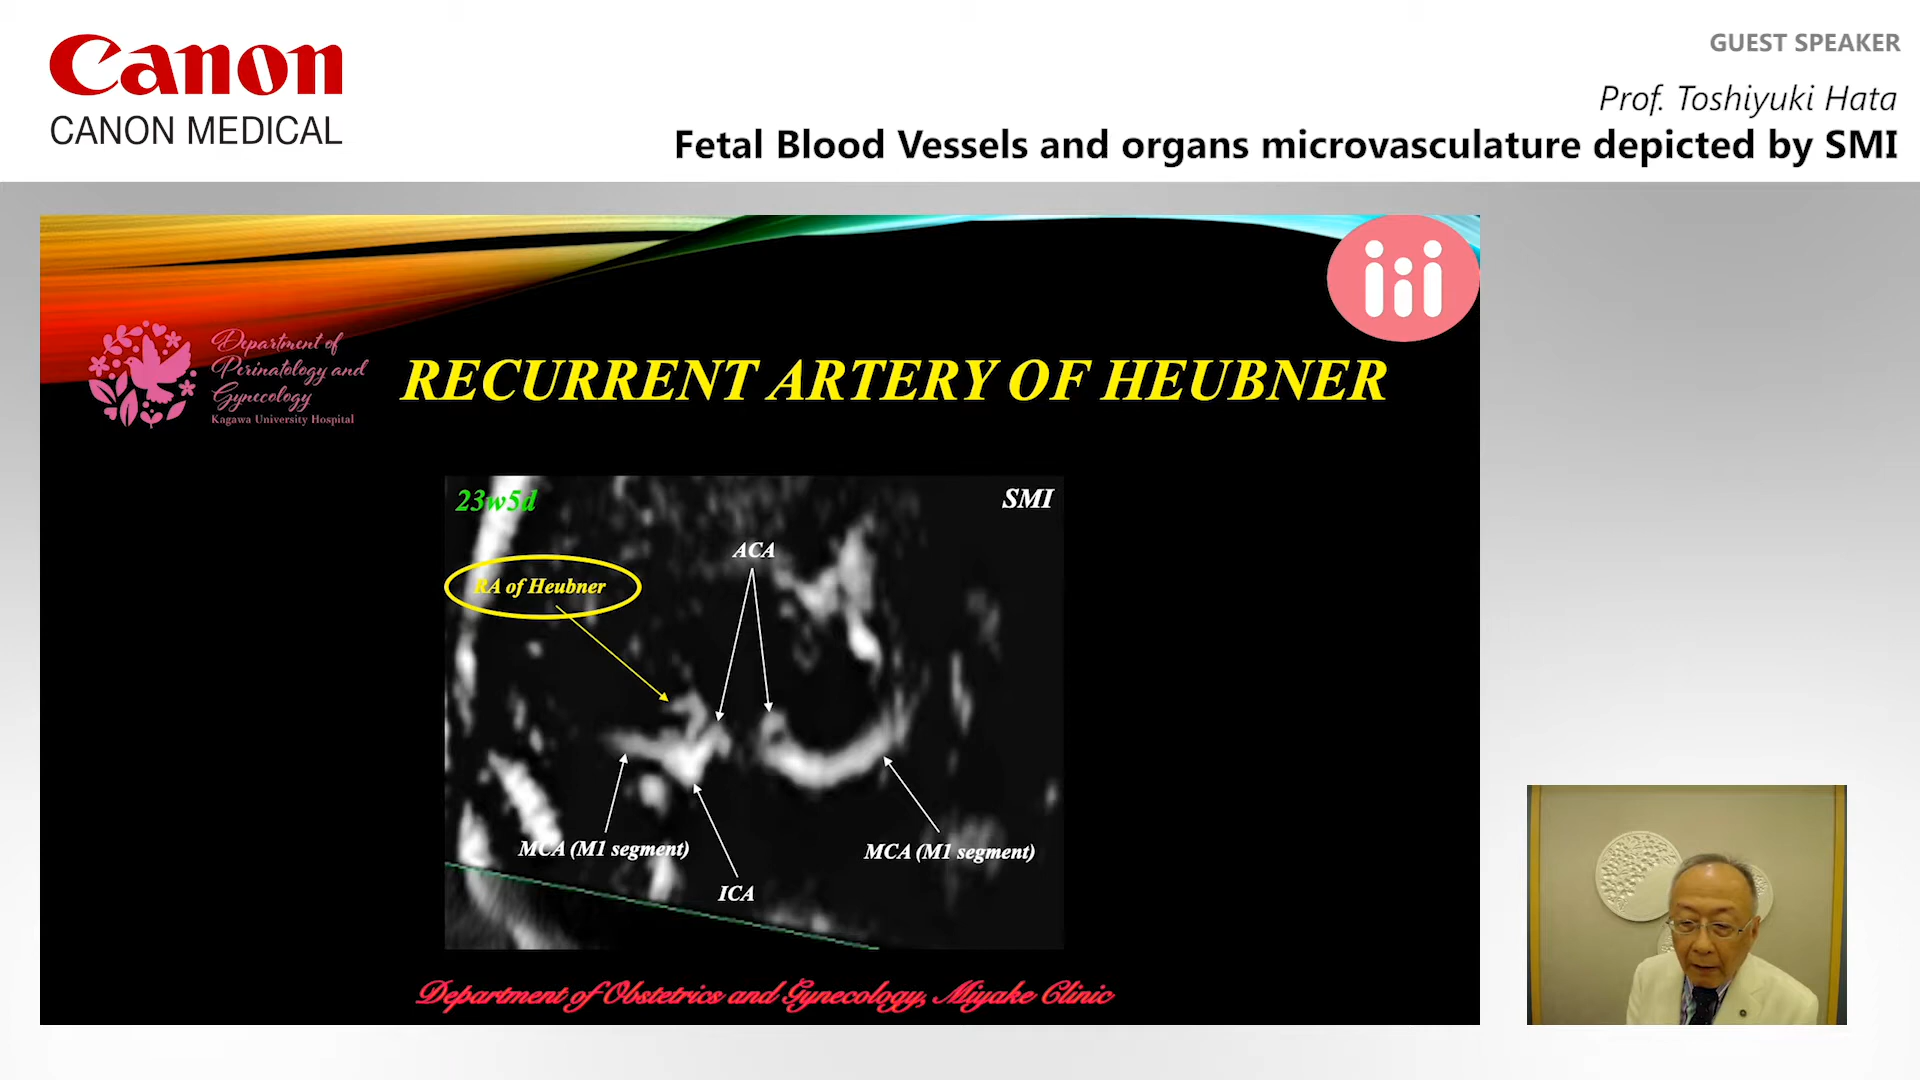 Canon
CANON MEDICAL
GUEST SPEAKER
Prof. Toshiyuki Hata
Fetal Blood Vessels and organs microvasculature depicted by SMI
Department of
Perinatology and
Gynecology
Kagawa University Hospital
RECURRENT ARTERY OF HEUBNER
23w5d
SMI
ACA
RA of Heubner
MCA (M1 segment)
MCA (M1 segment)
ICA
Department of Obstetrics and Gynecology, Miyake Clinic